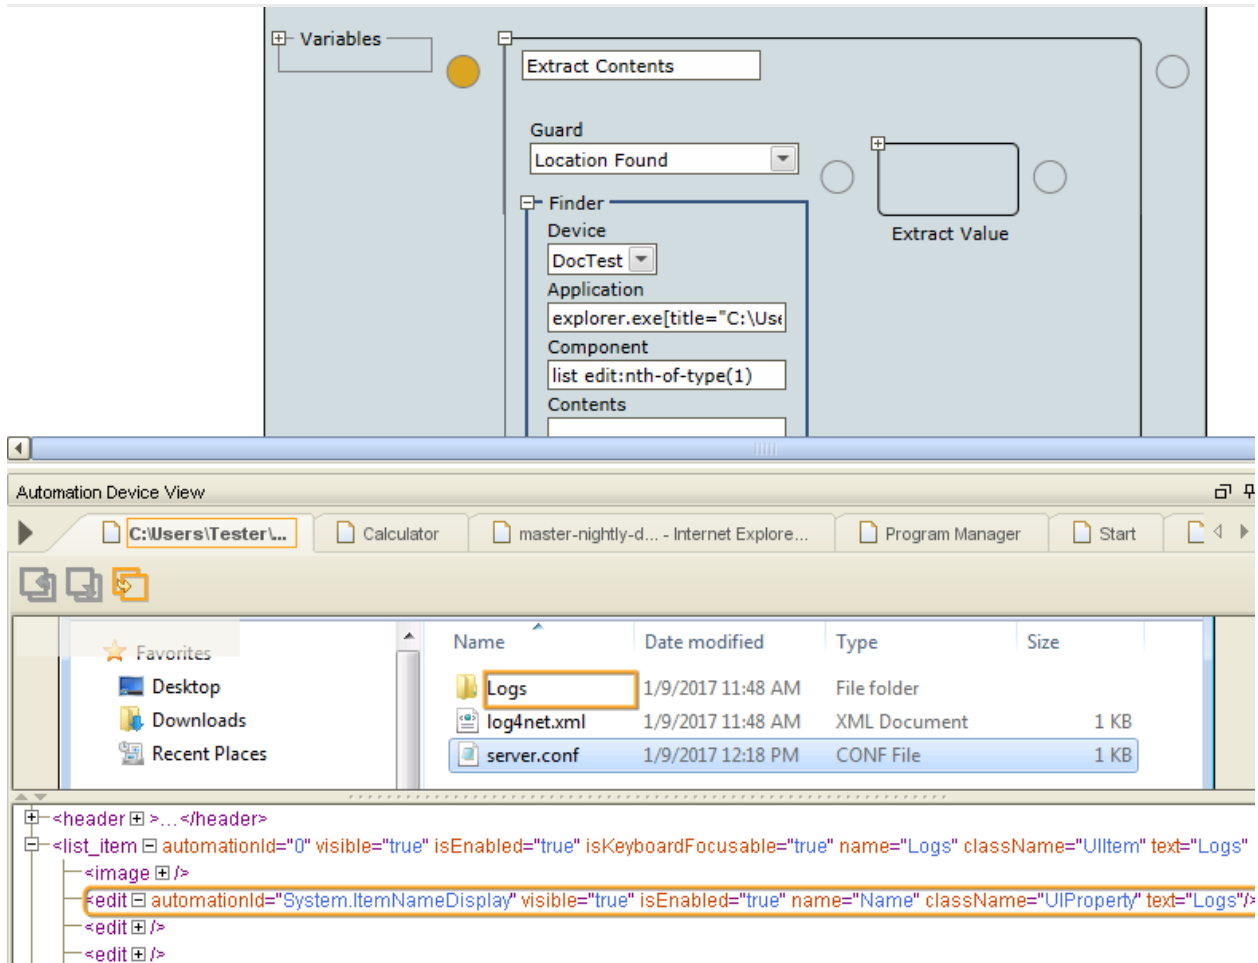 Variables
Extract Contents
Guard
Location Found
Finder
Device
DocTest
Application
explorer.exe[title="C:\Use
Component
list edit:nth-of-type(1)
Contents
Extract Value
Automation Device View
C:\Users\Tester\...
Calculator
master-nightly-d... - Internet Explore...
Program Manager
Start
Favorites
Desktop
Downloads
Recent Places
Name Date modified Type Size
Logs 1/9/2017 11:48 AM File folder
log4net.xml 1/9/2017 11:48 AM XML Document 1 KB
server.conf 1/9/2017 12:18 PM CONF File 1 KB
<header >...</header>
<list_item automationId="0" visible="true" isEnabled="true" isKeyboardFocusable="true" name="Logs" className="UIItem" text="Logs"
<image />
<edit automationId="System.ItemNameDisplay" visible="true" isEnabled="true" name="Name" className="UIProperty" text="Logs"/>
<edit />
<edit />